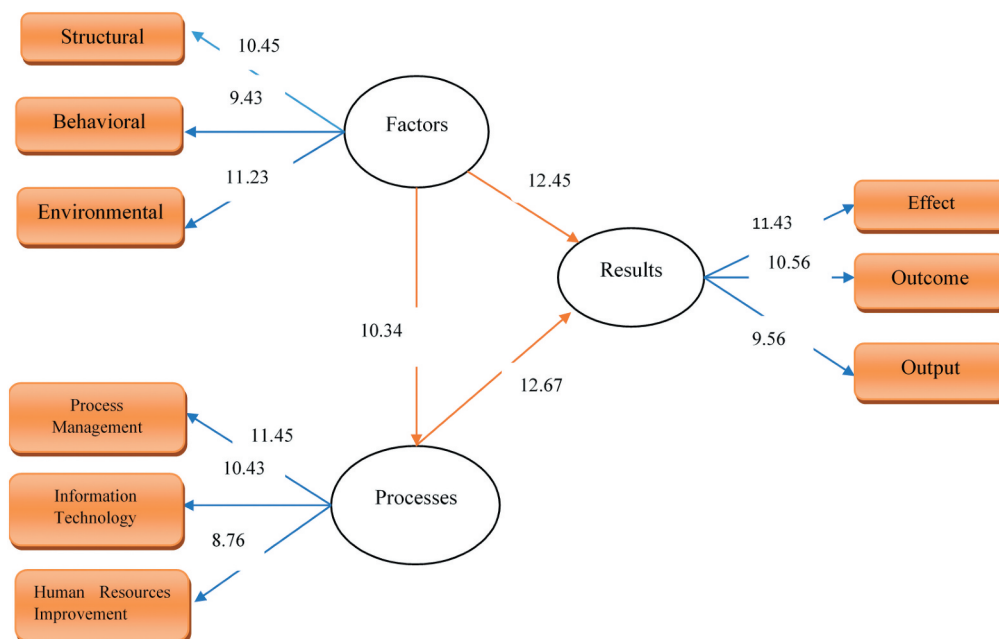 Structural
10.45
9.43
Behavioral
Factors
11.23
12.45
Environmental
Effect
11.43
10.56
Results
Outcome
10.34
9.56
Output
12.67
Process
Management
11.45
10.43
Information
Technology
Processes
8.76
Human Resources
Improvement